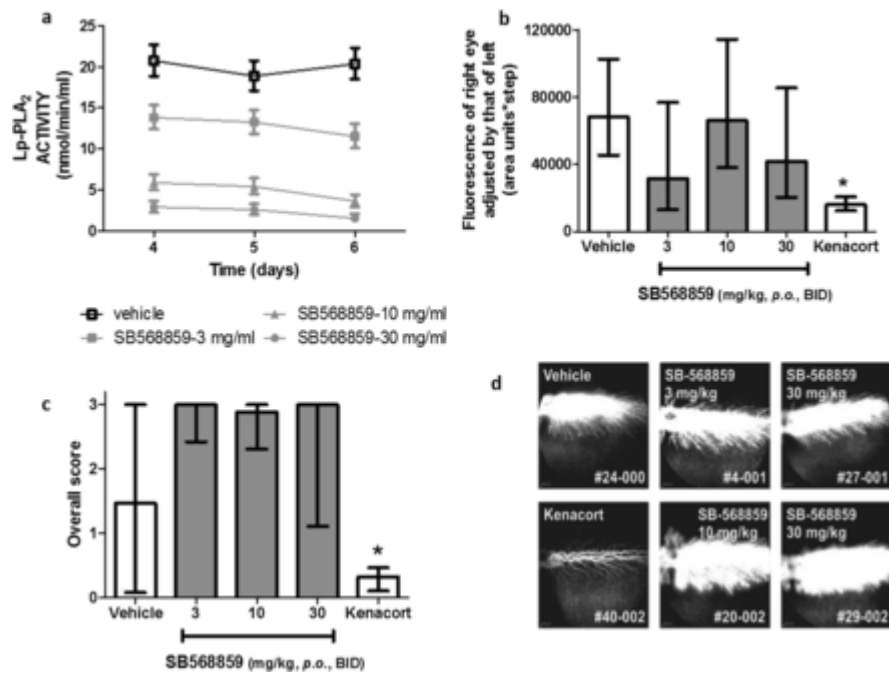 a
25
20
15
10
5
0
Lp-PLA₂
ACTIVITY
(nmol/min/ml)
4 5 6
Time (days)
vehicle
SB568859-3 mg/ml
SB568859-10 mg/ml
SB568859-30 mg/ml
b
120000
80000
40000
0
Fluorescence of right eye
adjusted by that of left
(area units*step)
*
Vehicle 3 10 30 Kenacort
SB568859 (mg/kg, p.o., BID)
c
3
2
1
0
Overall score
*
Vehicle 3 10 30 Kenacort
SB568859 (mg/kg, p.o., BID)
d
Vehicle
#24-000
SB-568859
3 mg/kg
#4-001
SB-568859
30 mg/kg
#27-001
Kenacort
#40-002
SB-568859
10 mg/kg
#20-002
SB-568859
30 mg/kg
#29-002